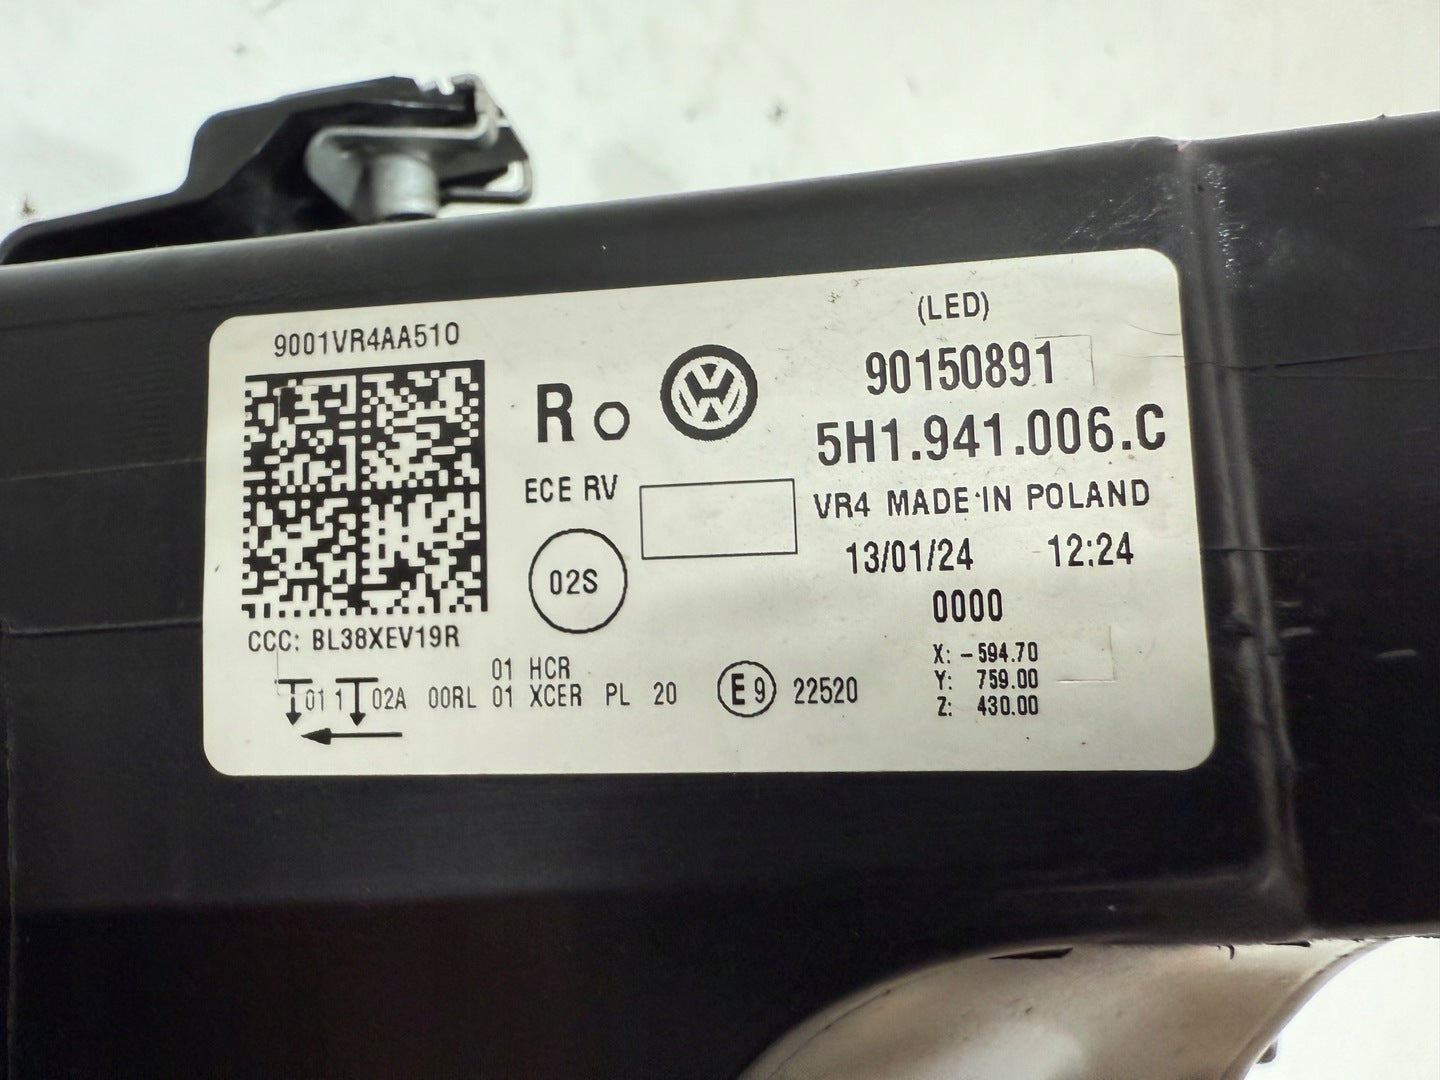 9001VR4AA510
CCC: BL38XEV19R
R
ECE RV
02S
(LED)
90150891
5H1.941.006.C
VR4 MADE IN POLAND
13/01/24 12:24
0000
X: -594.70
Y: 759.00
Z: 430.00
01 HCR
01 1 02A 00RL 01 XCER PL 20 E9 22520